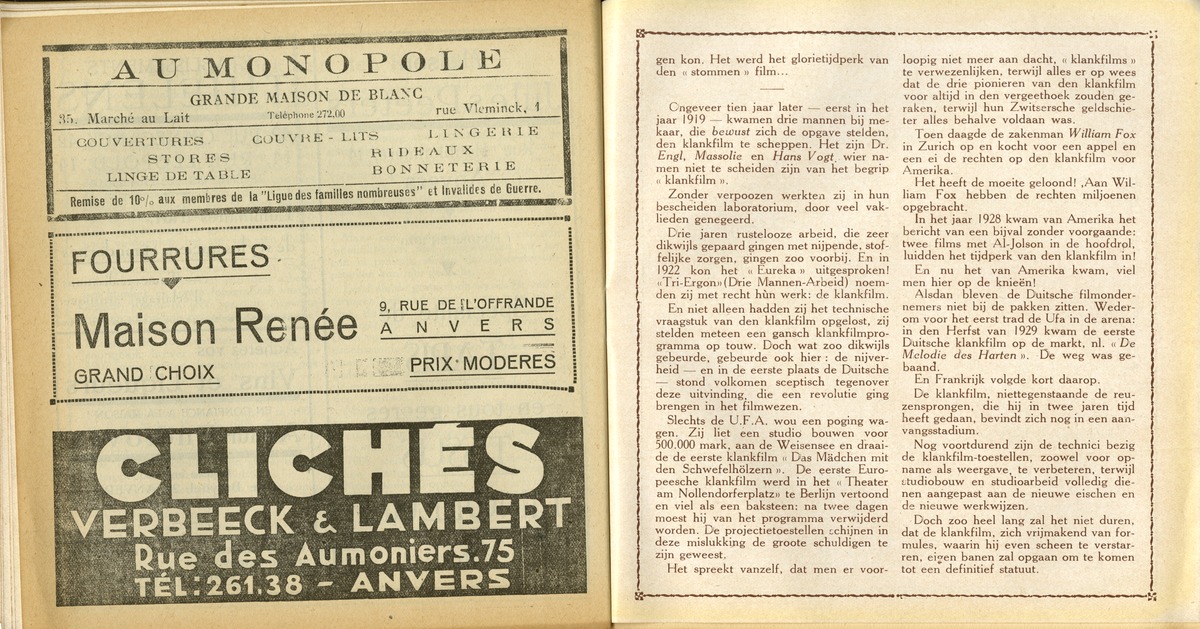 AU MONOPOLE
GRANDE MAISON DE BLANC
35, Marché au Lait Téléphone 272,00 rue Vleminck, 1
COUVERTURES COUVRE-LITS LINGERIE
STORES RIDEAUX
LINGE DE TABLE BONNETERIE
Remise de 10% aux membres de la "Ligue des familles nombreuses" et Invalides de Guerre.
FOURRURES
Maison Renée
9, RUE DE L'OFFRANDE
ANVERS
GRAND CHOIX
PRIX MODERES
CLICHÉS
VERBEECK & LAMBERT
Rue des Aumoniers.75
TÉL:261.38 - ANVERS
gen kon. Het werd het glorietijdperk van
den « stommen » film...
Ongeveer tien jaar later — eerst in het
jaar 1919 — kwamen drie mannen bij me-
kaar, die bewust zich de opgave stelden,
den klankfilm te scheppen. Het zijn Dr.
Engl, Massolie en Hans Vogt, wier na-
men niet te scheiden zijn van het begrip
« klankfilm ».
Zonder verpoozen werkten zij in hun
bescheiden laboratorium, door veel vak-
lieden genegeerd.
Drie jaren rustelooze arbeid, die zeer
dikwijls gepaard gingen met nijpende, stof-
felijke zorgen, gingen zoo voorbij. En in
1922 kon het « Eureka » uitgesproken!
«Tri-Ergon» (Drie Mannen-Arbeid) noem-
den zij met recht hùn werk: de klankfilm.
En niet alleen hadden zij het technische
vraagstuk van den klankfilm opgelost, zij
stelden meteen een gansch klankfilmpro-
gramma op touw. Doch wat zoo dikwijls
gebeurde, gebeurde ook hier : de nijver-
heid — en in de eerste plaats de Duitsche
— stond volkomen sceptisch tegenover
deze uitvinding, die een revolutie ging
brengen in het filmwezen.
Slechts de U.F.A. wou een poging wa-
gen. Zij liet een studio bouwen voor
500.000 mark, aan de Weisensee en draai-
de de eerste klankfilm « Das Mädchen mit
den Schwefelhölzern ». De eerste Euro-
peesche klankfilm werd in het « Theater
am Nollendorferplatz» te Berlijn vertoond
en viel als een baksteen: na twee dagen
moest hij van het programma verwijderd
worden. De projectietoestellen schijnen in
deze mislukking de groote schuldigen te
zijn geweest.
Het spreekt vanzelf, dat men er voor-
loopig niet meer aan dacht, « klankfilms »
te verwezenlijken, terwijl alles er op wees
dat de drie pionieren van den klankfilm
voor altijd in den vergeethoek zouden ge-
raken, terwijl hun Zwitsersche geldschie-
ter alles behalve voldaan was.
Toen daagde de zakenman William Fox
in Zurich op en kocht voor een appel en
een ei de rechten op den klankfilm voor
Amerika.
Het heeft de moeite geloond! Aan Wil-
liam Fox hebben de rechten miljoenen
opgebracht.
In het jaar 1928 kwam van Amerika het
bericht van een bijval zonder voorgaande:
twee films met Al-Jolson in de hoofdrol,
luidden het tijdperk van den klankfilm in!
En nu het van Amerika kwam, viel
men hier op de knieën!
Alsdan bleven de Duitsche filmonder-
nemers niet bij de pakken zitten. Weder-
om voor het eerst trad de Ufa in de arena:
in den Herfst van 1929 kwam de eerste
Duitsche klankfilm op de markt, nl. « De
Melodie des Harten ». De weg was ge-
baand.
En Frankrijk volgde kort daarop.
De klankfilm, niettegenstaande de reu-
zensprongen, die hij in twee jaren tijd
heeft gedaan, bevindt zich nog in een aan-
vangsstadium.
Nog voortdurend zijn de technici bezig
de klankfilm-toestellen, zoowel voor op-
name als weergave te verbeteren, terwijl
studiobouw en studioarbeid volledig die-
nen aangepast aan de nieuwe eischen en
de nieuwe werkwijzen.
Doch zoo heel lang zal het niet duren,
dat de klankfilm, zich vrijmakend van for-
mules, waarin hij even scheen te verstar-
ren, eigen banen zal opgaan om te komen
tot een definitief statuut.